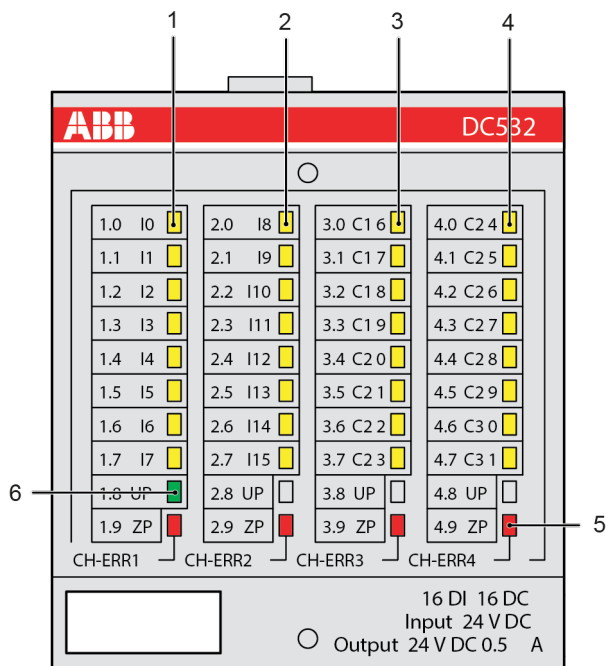 1 2 3 4
ABB DC532
1.0 I0 2.0 I8 3.0 C16 4.0 C24
1.1 I1 2.1 I9 3.1 C17 4.1 C25
1.2 I2 2.2 I10 3.2 C18 4.2 C26
1.3 I3 2.3 I11 3.3 C19 4.3 C27
1.4 I4 2.4 I12 3.4 C20 4.4 C28
1.5 I5 2.5 I13 3.5 C21 4.5 C29
1.6 I6 2.6 I14 3.6 C22 4.6 C30
1.7 I7 2.7 I15 3.7 C23 4.7 C31
6 1.8 UP 2.8 UP 3.8 UP 4.8 UP
1.9 ZP 2.9 ZP 3.9 ZP 4.9 ZP 5
CH-ERR1 CH-ERR2 CH-ERR3 CH-ERR4
16 DI 16 DC
Input 24 V DC
Output 24 V DC 0.5 A